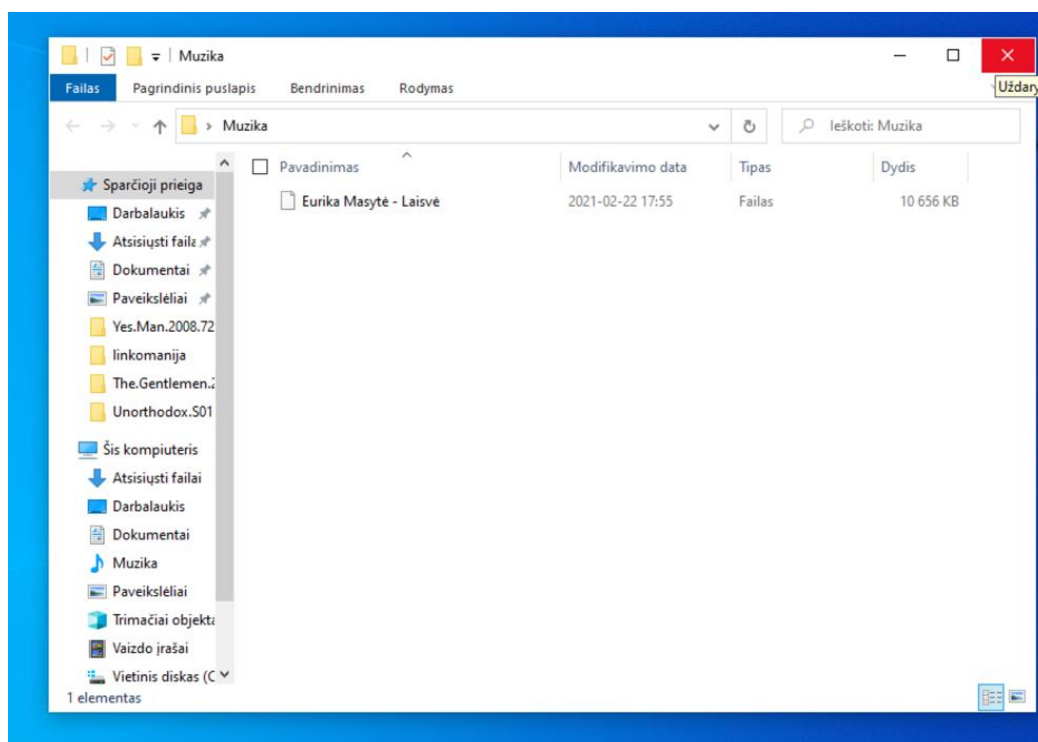 Muzika
Failas Pagrindinis puslapis Bendrinimas Rodymas
Uždary
Muzika
Ieškoti: Muzika
Pavadinimas Modifikavimo data Tipas Dydis
Eurika Masytė - Laisvė 2021-02-22 17:55 Failas 10 656 KB
Sparčioji prieiga
Darbalaukis
Atsisiųsti faila
Dokumentai
Paveikslėliai
Yes.Man.2008.72
linkomanija
The.Gentlemen.2
Unorthodox.S01
Šis kompiuteris
Atsisiųsti failai
Darbalaukis
Dokumentai
Muzika
Paveikslėliai
Trimačiai objekta
Vaizdo įrašai
Vietinis diskas (C
1 elementas